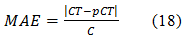 MAE = |CT−pCT| / C (18)